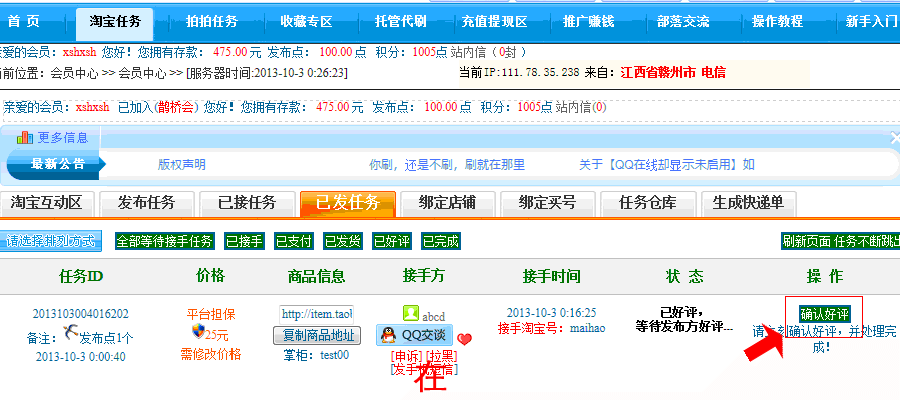 首 页 淘宝任务 拍拍任务 收藏专区 托管代刷 充值提现区 推广赚钱 部落交流 操作教程 新手入门
亲爱的会员：xshxsh 您好！您拥有存款： 475.00元 发布点： 100.00点 积分：1005点 站内信（0封）
当前位置：会员中心 >> 会员中心 >> [服务器时间:2013-10-3 0:26:23] 当前IP:111.78.35.238 来自：江西省赣州市 电信
亲爱的会员：xshxsh 已加入(鹊桥会) 您好！您拥有存款： 475.00元 发布点： 100.00点 积分：1005点 站内信(0)
更多信息
最新公告 版权声明 你刷，还是不刷，刷就在那里 关于【QQ在线却显示未启用】如
淘宝互动区 发布任务 已接任务 已发任务 绑定店铺 绑定买号 任务仓库 生成快递单
请选择排列方式 全部等待接手任务 已接手 已支付 已发货 已好评 已完成 刷新页面 任务不断跳出
任务ID 价格 商品信息 接手方 接手时间 状 态 操 作
2013103004016202 平台担保 http://item.taol abcd 2013-10-3 0:16:25 已好评， 确认好评
备注： 发布点1个 25元 复制商品地址 QQ交谈 接手淘宝号：maihao 等待发布方好评... 请立刻确认好评，并处理完
2013-10-3 0:00:40 需修改价格 掌柜：test00 [申诉] [拉黑] 成！
[发手机短信]
在